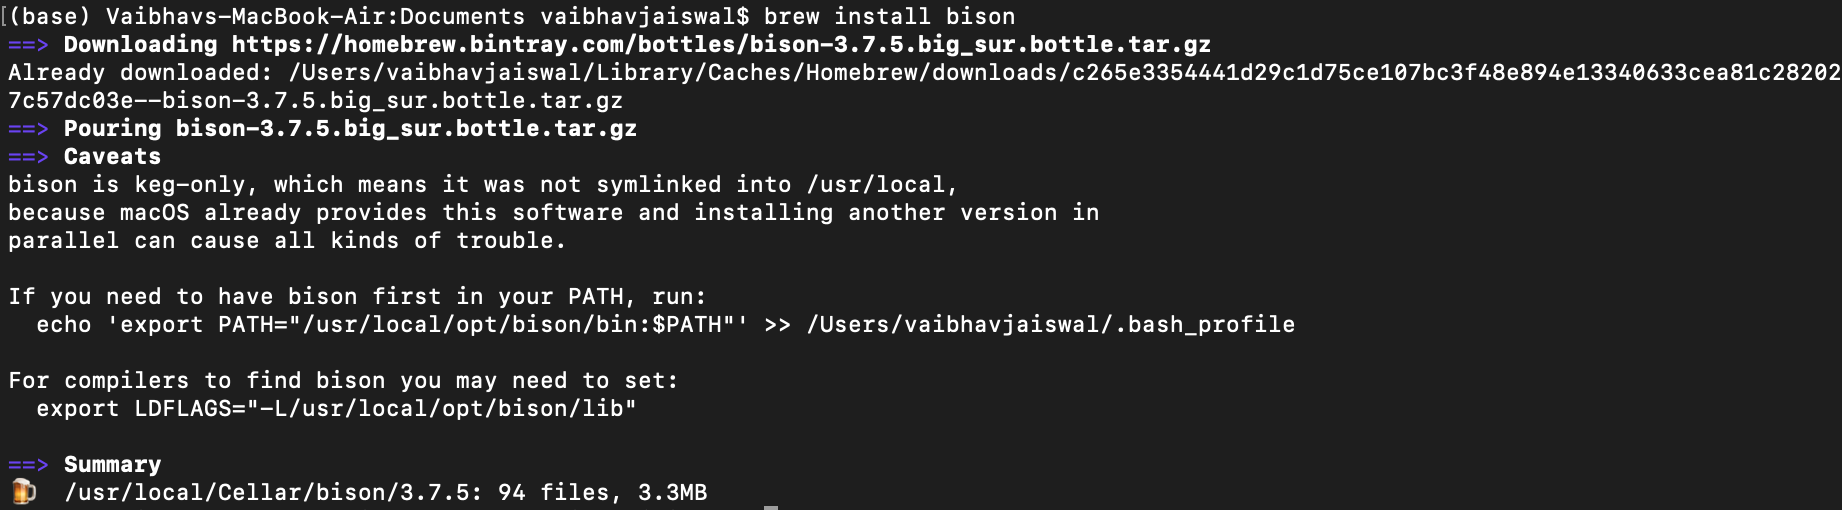 (base) Vaibhavs-MacBook-Air:Documents vaibhavjaiswal$ brew install bison
==> Downloading https://homebrew.bintray.com/bottles/bison-3.7.5.big_sur.bottle.tar.gz
Already downloaded: /Users/vaibhavjaiswal/Library/Caches/Homebrew/downloads/c265e3354441d29c1d75ce107bc3f48e894e13340633cea81c28202
7c57dc03e--bison-3.7.5.big_sur.bottle.tar.gz
==> Pouring bison-3.7.5.big_sur.bottle.tar.gz
==> Caveats
bison is keg-only, which means it was not symlinked into /usr/local,
because macOS already provides this software and installing another version in
parallel can cause all kinds of trouble.

If you need to have bison first in your PATH, run:
  echo 'export PATH="/usr/local/opt/bison/bin:$PATH"' >> /Users/vaibhavjaiswal/.bash_profile

For compilers to find bison you may need to set:
  export LDFLAGS="-L/usr/local/opt/bison/lib"

==> Summary
🍺  /usr/local/Cellar/bison/3.7.5: 94 files, 3.3MB